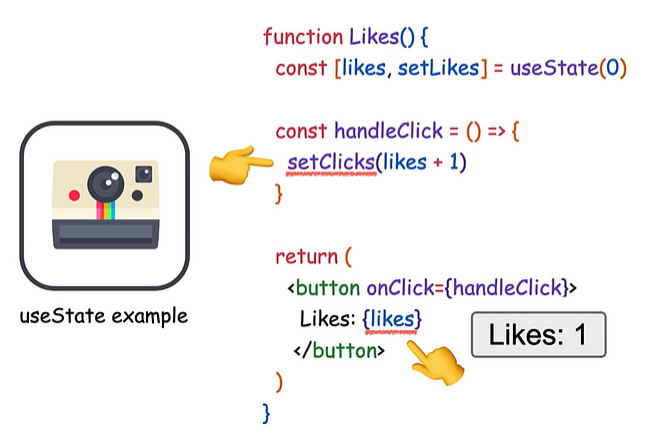 function Likes() {
const [likes, setLikes] = useState(0)
const handleClick = () => {
setClicks(likes + 1)
}
return (
<button onClick={handleClick}>
Likes: {likes}
</button>
)
}
useState example
Likes: 1